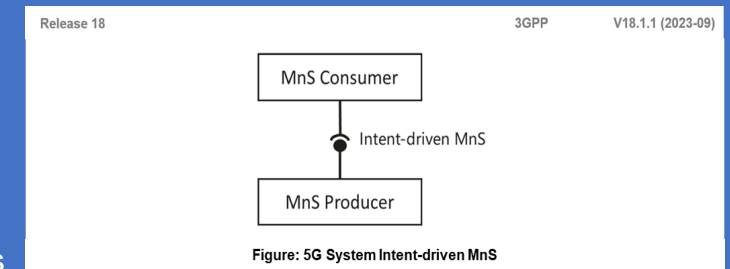 Release 18 3GPP V18.1.1 (2023-09)
MnS Consumer
Intent-driven MnS
MnS Producer
Figure: 5G System Intent-driven MnS